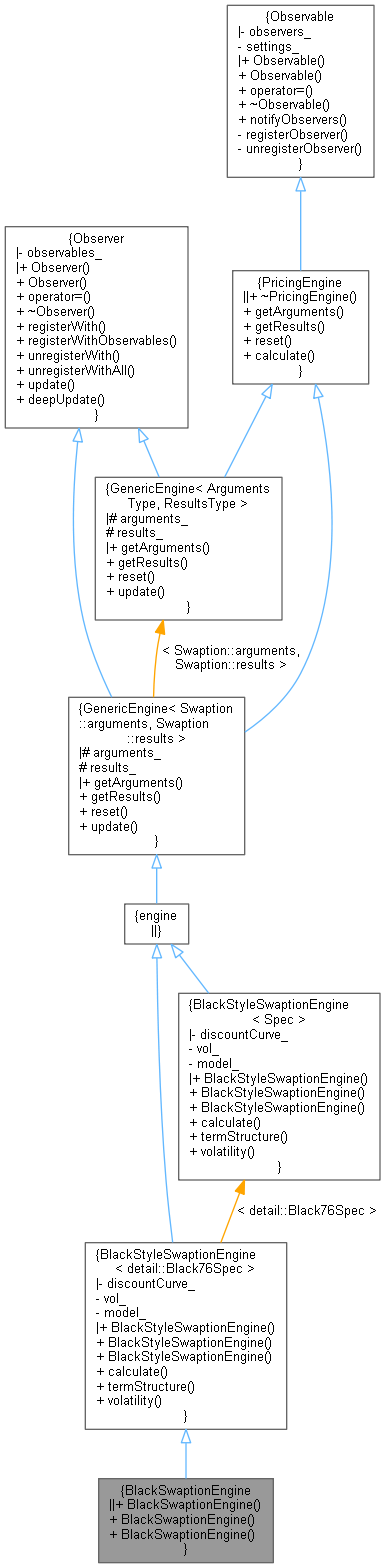 {Observable
|- observers_
- settings_
|+ Observable()
+ Observable()
+ operator=()
+ ~Observable()
+ notifyObservers()
- registerObserver()
- unregisterObserver()
}
{Observer
|- observables_
|+ Observer()
+ Observer()
+ operator=()
+ ~Observer()
+ registerWith()
+ registerWithObservables()
+ unregisterWith()
+ unregisterWithAll()
+ update()
+ deepUpdate()
}
{PricingEngine
||+ ~PricingEngine()
+ getArguments()
+ getResults()
+ reset()
+ calculate()
}
{GenericEngine< Arguments
Type, ResultsType >
|# arguments_
# results_
|+ getArguments()
+ getResults()
+ reset()
+ update()
}
< Swaption::arguments,
Swaption::results >
{GenericEngine< Swaption
::arguments, Swaption
::results >
|# arguments_
# results_
|+ getArguments()
+ getResults()
+ reset()
+ update()
}
{engine
||}
{BlackStyleSwaptionEngine
< Spec >
|- discountCurve_
- vol_
- model_
|+ BlackStyleSwaptionEngine()
+ BlackStyleSwaptionEngine()
+ BlackStyleSwaptionEngine()
+ calculate()
+ termStructure()
+ volatility()
}
< detail::Black76Spec >
{BlackStyleSwaptionEngine
< detail::Black76Spec >
|- discountCurve_
- vol_
- model_
|+ BlackStyleSwaptionEngine()
+ BlackStyleSwaptionEngine()
+ BlackStyleSwaptionEngine()
+ calculate()
+ termStructure()
+ volatility()
}
{BlackSwaptionEngine
||+ BlackSwaptionEngine()
+ BlackSwaptionEngine()
+ BlackSwaptionEngine()
}